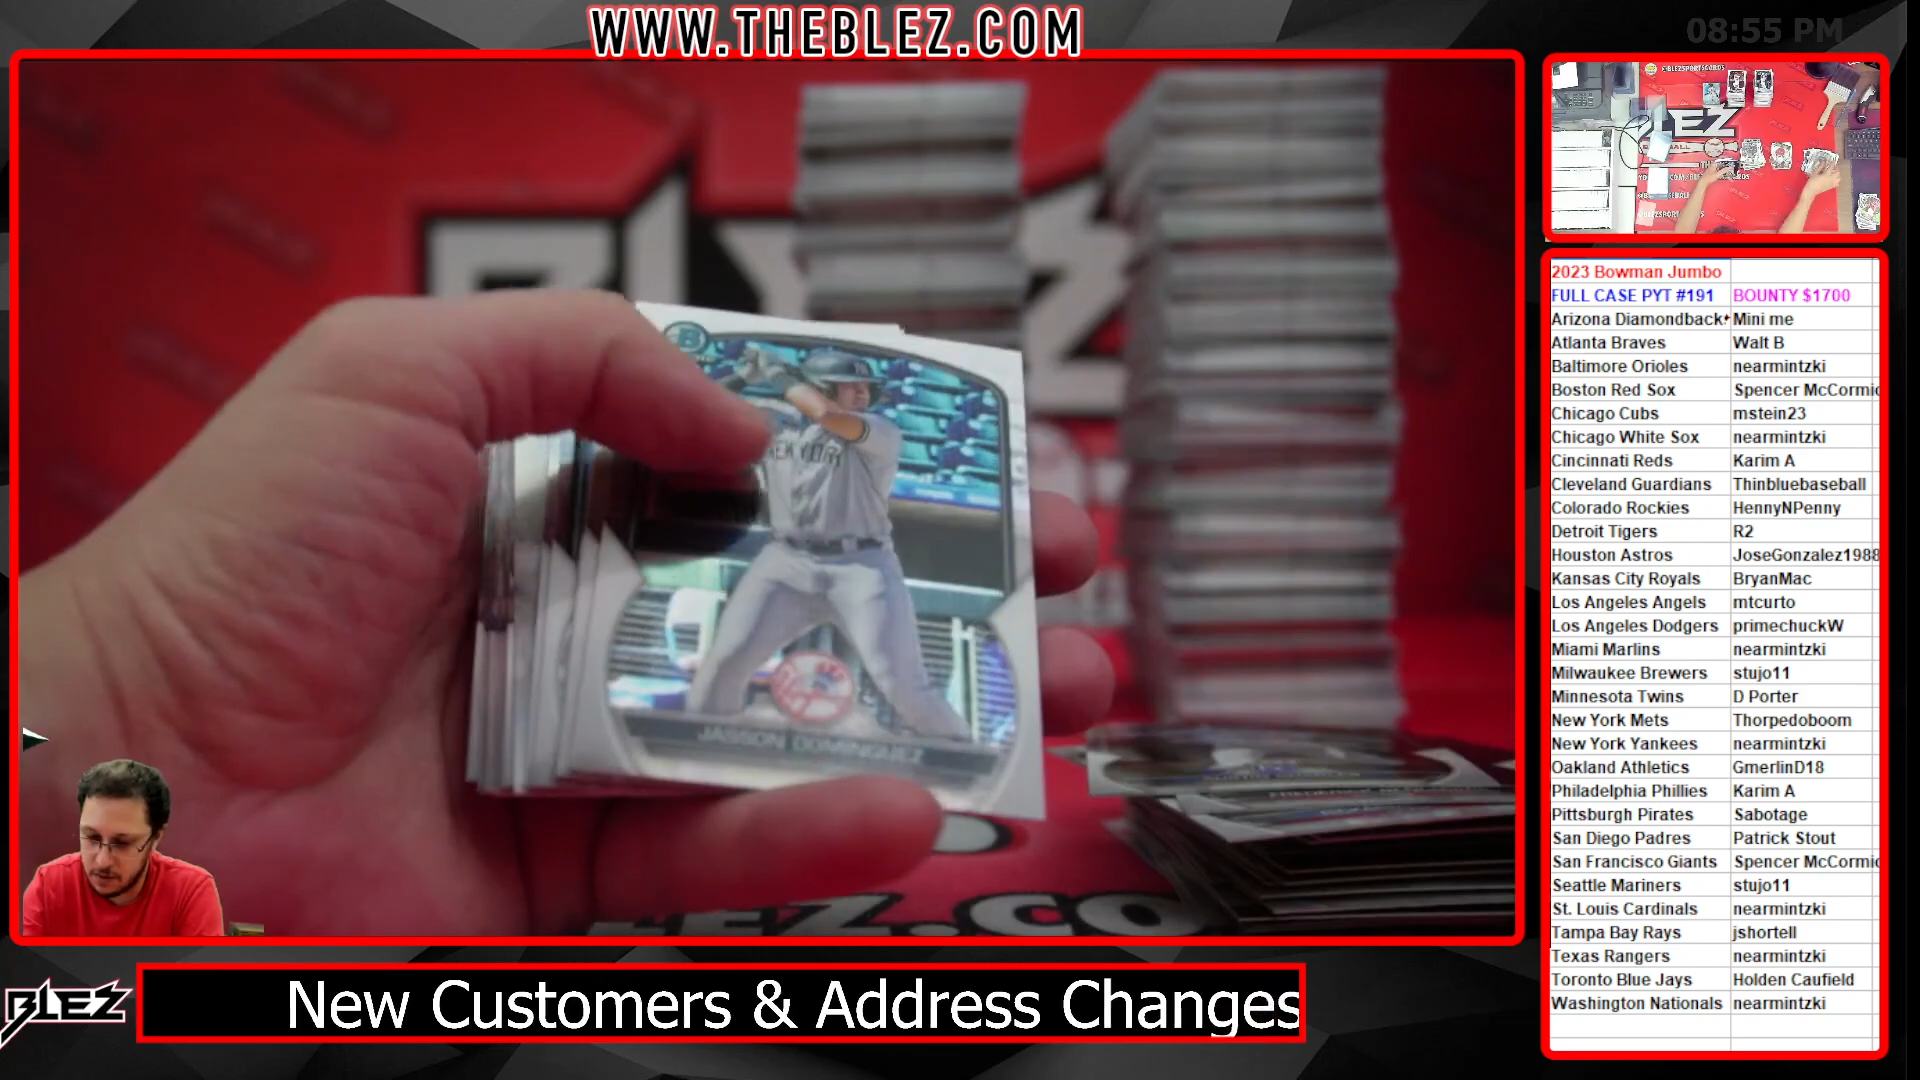 WWW.THEBLEZ.COM
08:55 PM
JASSON DOMINGUEZ
2023 Bowman Jumbo
FULL CASE PYT #191 BOUNTY $1700
Arizona Diamondback Mini me
Atlanta Braves Walt B
Baltimore Orioles nearmintzki
Boston Red Sox Spencer McCormic
Chicago Cubs mstein23
Chicago White Sox nearmintzki
Cincinnati Reds Karim A
Cleveland Guardians Thinbluebaseball
Colorado Rockies HennyNPenny
Detroit Tigers R2
Houston Astros JoseGonzalez1988
Kansas City Royals BryanMac
Los Angeles Angels mtcurto
Los Angeles Dodgers primechuckW
Miami Marlins nearmintzki
Milwaukee Brewers stujo11
Minnesota Twins D Porter
New York Mets Thorpedoboom
New York Yankees nearmintzki
Oakland Athletics GmerlinD18
Philadelphia Phillies Karim A
Pittsburgh Pirates Sabotage
San Diego Padres Patrick Stout
San Francisco Giants Spencer McCormic
Seattle Mariners stujo11
St. Louis Cardinals nearmintzki
Tampa Bay Rays jshortell
Texas Rangers nearmintzki
Toronto Blue Jays Holden Caufield
Washington Nationals nearmintzki
BLEZ
New Customers & Address Changes